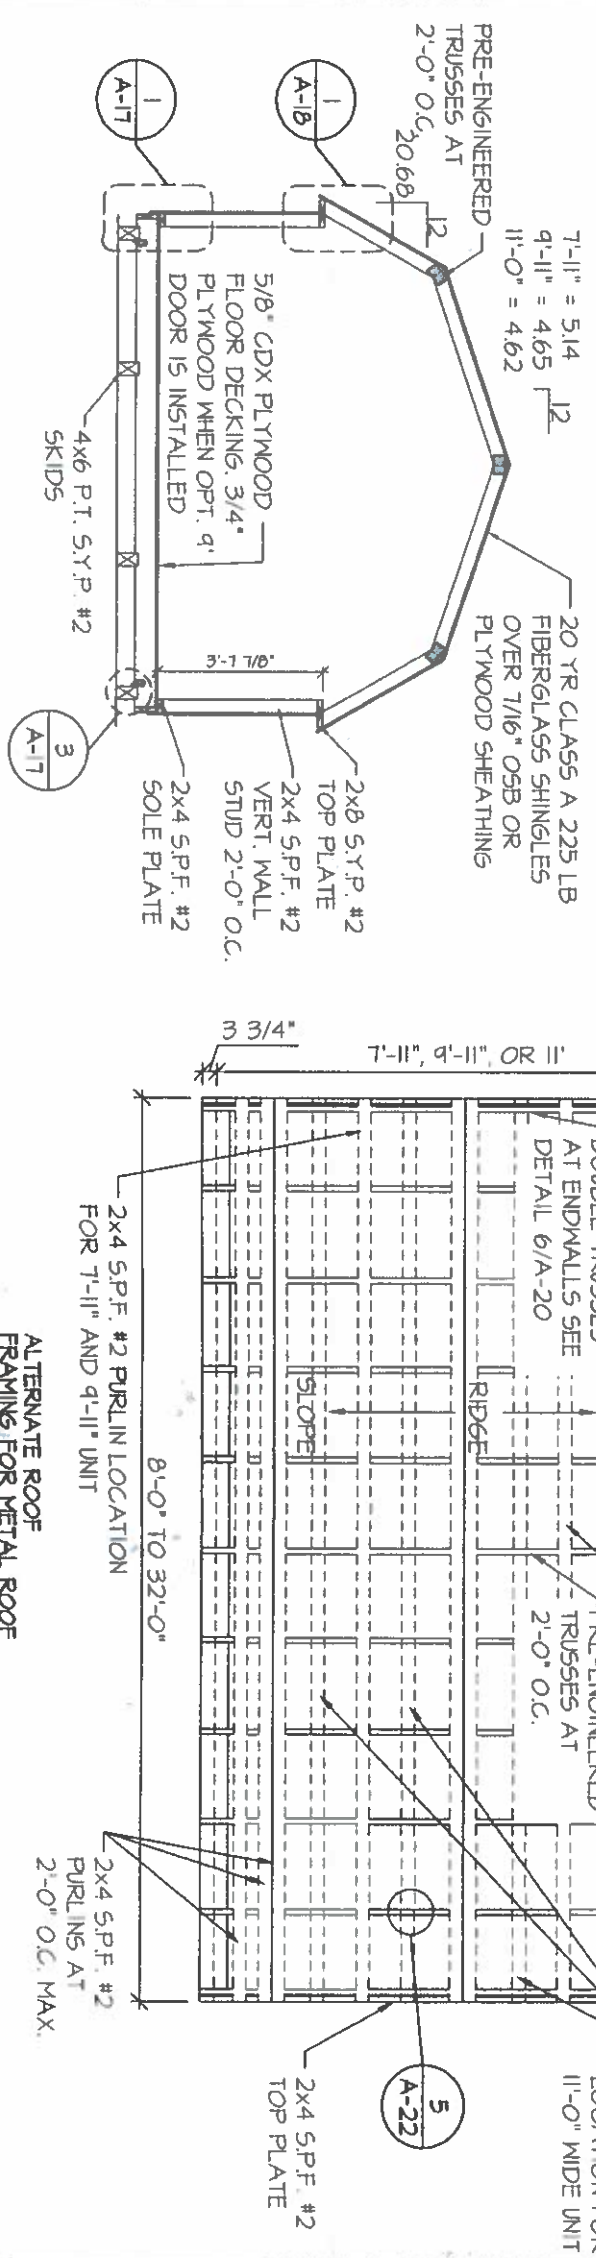 7'-11" = 5.14
9'-11" = 4.65
11'-0" = 4.62
12
PRE-ENGINEERED
TRUSSES AT
2'-0" O.C.
20.68
12
1
A-18
1
A-17
20 YR CLASS A 225 LB
FIBERGLASS SHINGLES
OVER 7/16" OSB OR
PLYWOOD SHEATHING
5/8" CDX PLYWOOD
FLOOR DECKING. 3/4"
PLYWOOD WHEN OPT. 9'
DOOR IS INSTALLED
4x6 P.T. S.Y.P. #2
SKIDS
3'-7 7/8"
2x8 S.Y.P. #2
TOP PLATE
2x4 S.P.F. #2
VERT. WALL
STUD 2'-0" O.C.
2x4 S.P.F. #2
SOLE PLATE
3
A-17
3 3/4"
7'-11", 9'-11", OR 11'
AT ENDWALLS SEE
DETAIL 6/A-20
RIDGE
SLOPE
PRE-ENGINEERED
TRUSSES AT
2'-0" O.C.
11'-0" WIDE UNIT
2x4 S.P.F. #2 PURLIN LOCATION
FOR 7'-11" AND 9'-11" UNIT
8'-0" TO 32'-0"
2x4 S.P.F. #2
PURLINS AT
2'-0" O.C. MAX.
5
A-22
2x4 S.P.F. #2
TOP PLATE
ALTERNATE ROOF
FRAMING FOR METAL ROOF